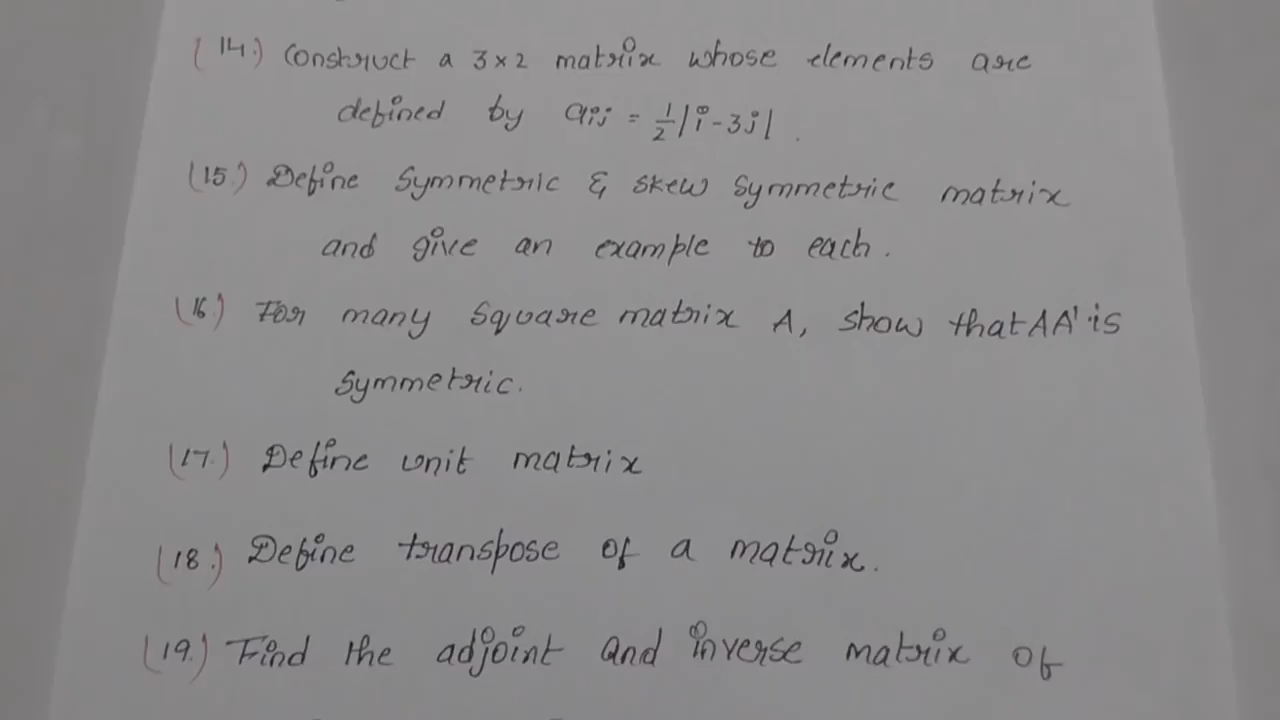 (14.) Construct a 3×2 matrix whose elements are
defined by aij = 1/2 |i-3j|.
(15.) Define Symmetric & skew symmetric matrix
and give an example to each.
(16.) For many square matrix A, show that AA' is
symmetric.
(17.) Define unit matrix
(18.) Define transpose of a matrix.
(19.) Find the adjoint and inverse matrix of